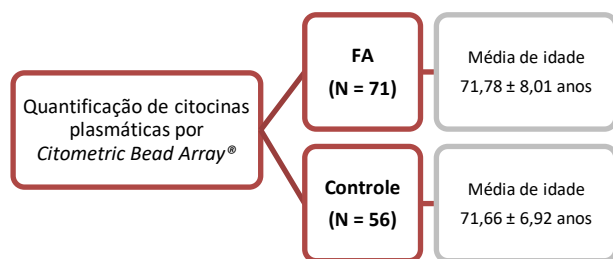 Quantificação de citocinas
plasmáticas por
Citometric Bead Array®
FA
(N = 71)
Média de idade
71,78 ± 8,01 anos
Controle
(N = 56)
Média de idade
71,66 ± 6,92 anos